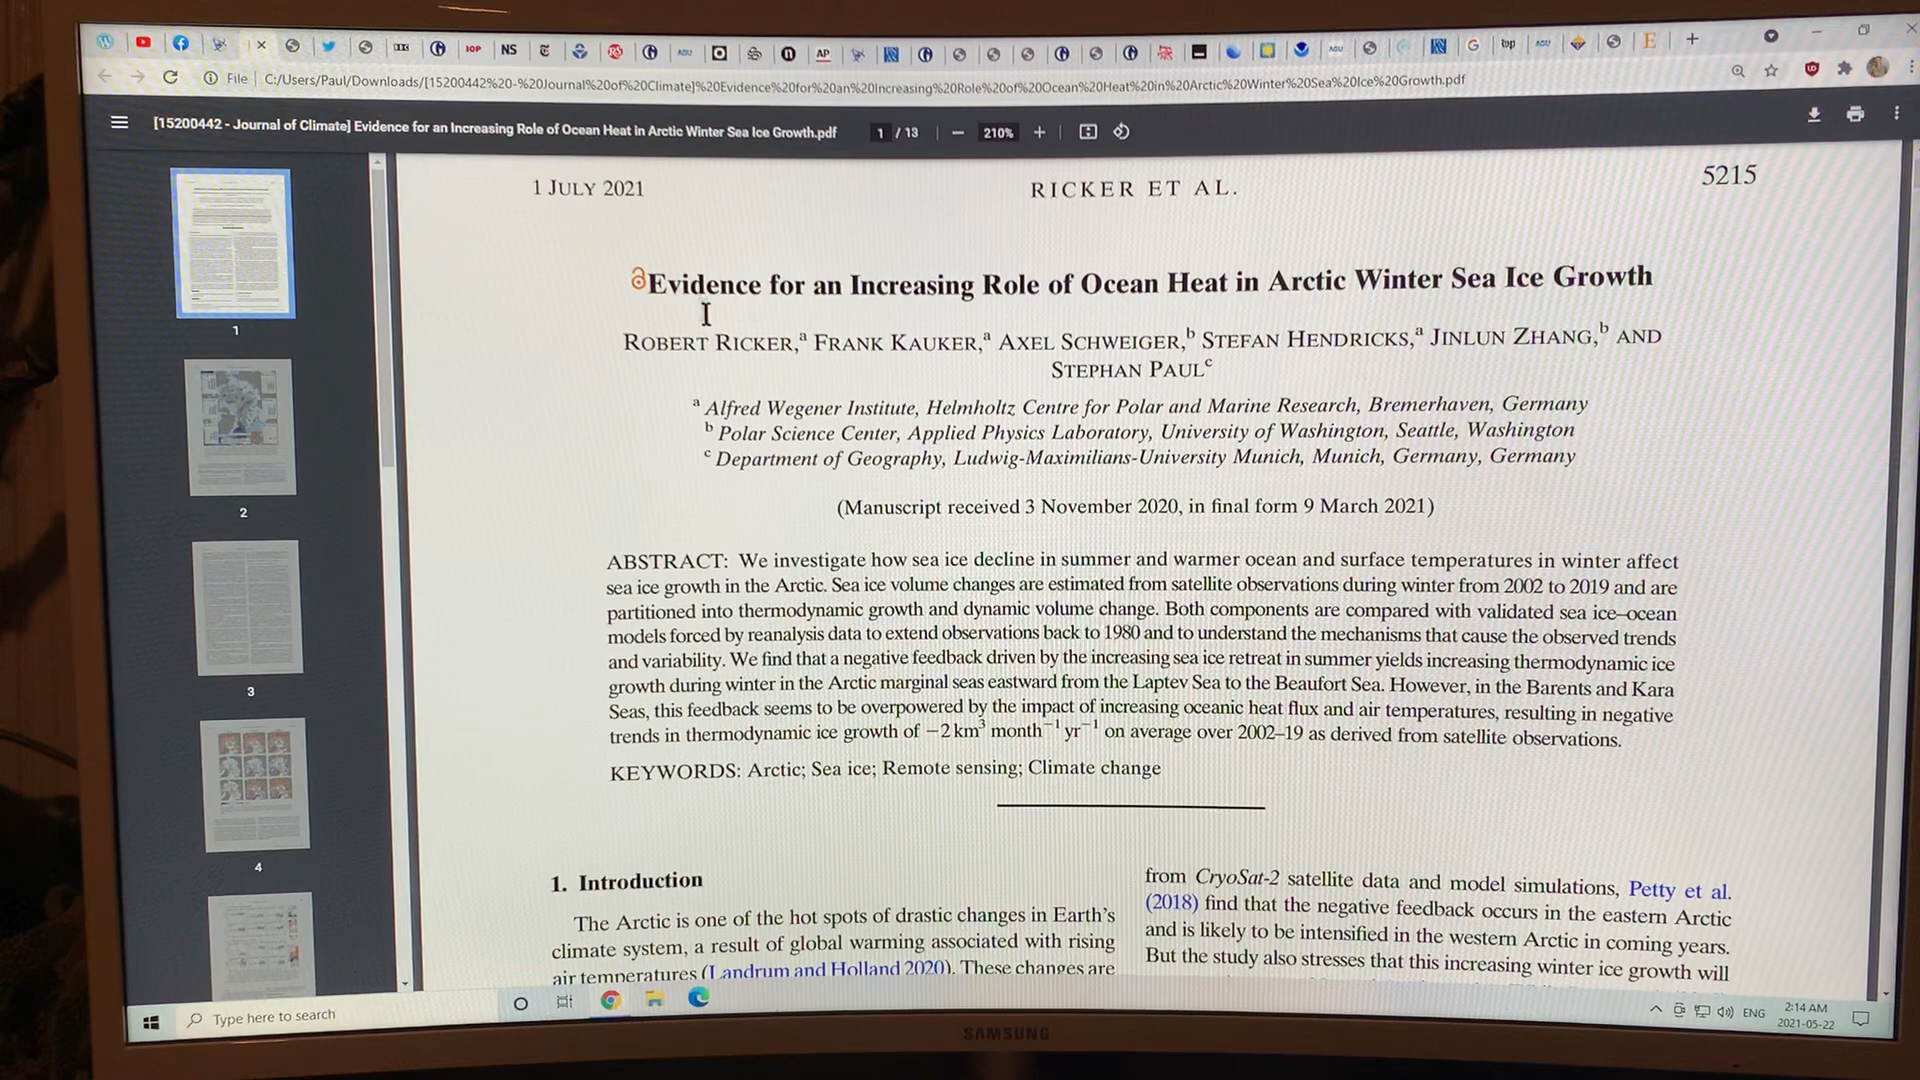 IOP
NS
RS
AGU
AP
AGU
G
top
AGU
E
File | C:/Users/Paul/Downloads/[15200442%20-%20Journal%20of%20Climate]%20Evidence%20for%20an%20Increasing%20Role%20of%20Ocean%20Heat%20in%20Arctic%20Winter%20Sea%20Ice%20Growth.pdf
[15200442 - Journal of Climate] Evidence for an Increasing Role of Ocean Heat in Arctic Winter Sea Ice Growth.pdf
1 / 13 | − 210% +
1 JULY 2021
RICKER ET AL.
5215
Evidence for an Increasing Role of Ocean Heat in Arctic Winter Sea Ice Growth
ROBERT RICKER,ᵃ FRANK KAUKER,ᵃ AXEL SCHWEIGER,ᵇ STEFAN HENDRICKS,ᵃ JINLUN ZHANG,ᵇ AND
STEPHAN PAULᶜ
ᵃ Alfred Wegener Institute, Helmholtz Centre for Polar and Marine Research, Bremerhaven, Germany
ᵇ Polar Science Center, Applied Physics Laboratory, University of Washington, Seattle, Washington
ᶜ Department of Geography, Ludwig-Maximilians-University Munich, Munich, Germany, Germany
(Manuscript received 3 November 2020, in final form 9 March 2021)
ABSTRACT: We investigate how sea ice decline in summer and warmer ocean and surface temperatures in winter affect
sea ice growth in the Arctic. Sea ice volume changes are estimated from satellite observations during winter from 2002 to 2019 and are
partitioned into thermodynamic growth and dynamic volume change. Both components are compared with validated sea ice–ocean
models forced by reanalysis data to extend observations back to 1980 and to understand the mechanisms that cause the observed trends
and variability. We find that a negative feedback driven by the increasing sea ice retreat in summer yields increasing thermodynamic ice
growth during winter in the Arctic marginal seas eastward from the Laptev Sea to the Beaufort Sea. However, in the Barents and Kara
Seas, this feedback seems to be overpowered by the impact of increasing oceanic heat flux and air temperatures, resulting in negative
trends in thermodynamic ice growth of −2 km³ month⁻¹ yr⁻¹ on average over 2002–19 as derived from satellite observations.
KEYWORDS: Arctic; Sea ice; Remote sensing; Climate change
1. Introduction
The Arctic is one of the hot spots of drastic changes in Earth's
climate system, a result of global warming associated with rising
air temperatures (Landrum and Holland 2020). These changes are
from CryoSat-2 satellite data and model simulations, Petty et al.
(2018) find that the negative feedback occurs in the eastern Arctic
and is likely to be intensified in the western Arctic in coming years.
But the study also stresses that this increasing winter ice growth will
1
2
3
4
Type here to search
ENG
2:14 AM
2021-05-22
SAMSUNG